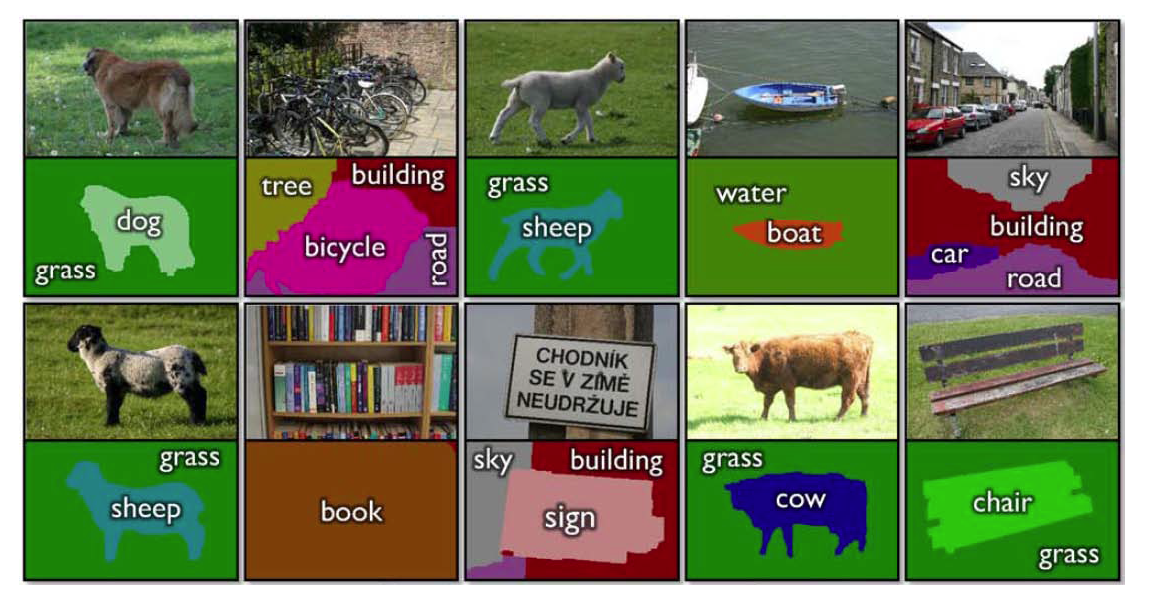 tree
building
bicycle
road
dog
grass
grass
sheep
water
boat
sky
building
car
road
grass
sheep
book
CHODNÍK
SE V ZÍMĚ
NEUDRŽUJE
sky
building
sign
grass
cow
chair
grass